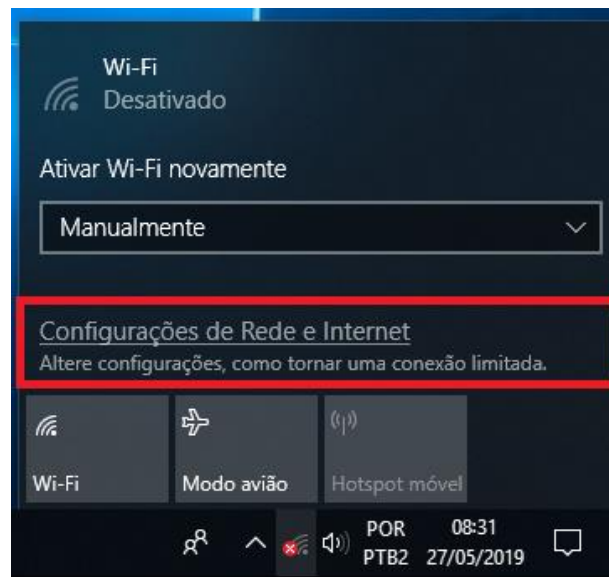 Wi-Fi
Desativado
Ativar Wi-Fi novamente
Manualmente
Configurações de Rede e Internet
Altere configurações, como tornar uma conexão limitada.
Wi-Fi
Modo avião
Hotspot móvel
POR
PTB2
08:31
27/05/2019